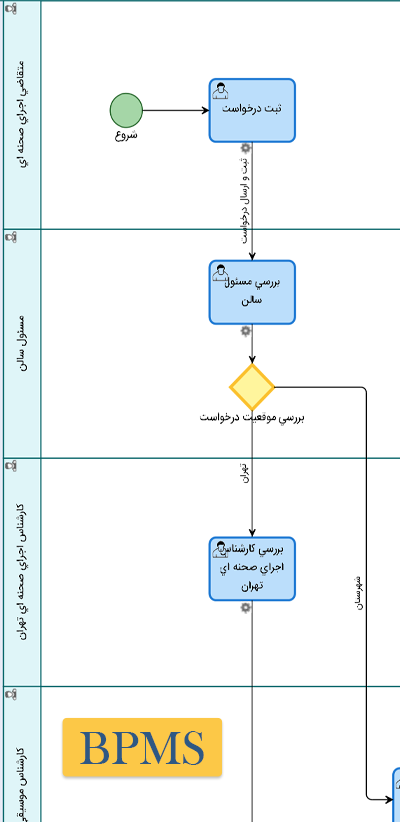 متقاضي اجراي صحنه اي
شروع
ثبت درخواست
ثبت و ارسال درخواست
مسئول سالن
بررسي مسئول
سالن
بررسي موقعيت درخواست
تهران
شهرستان
كارشناس اجراي صحنه اي تهران
بررسي كارشناس
اجراي صحنه اي
تهران
كارشناس موسيقي
BPMS